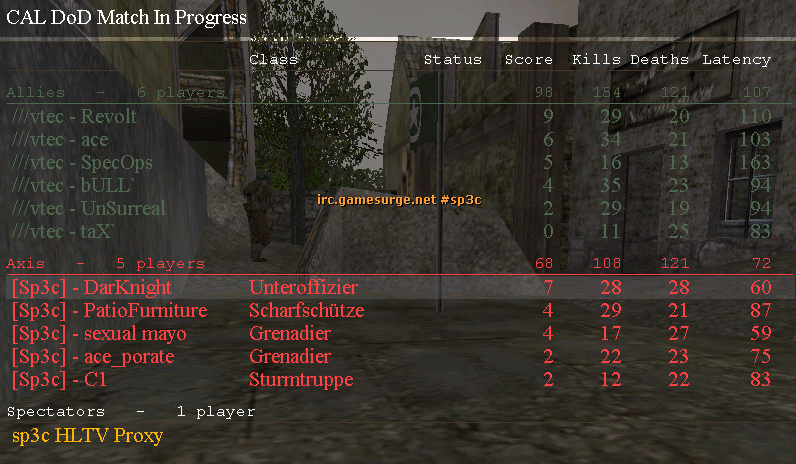 CAL DoD Match In Progress
Class Status Score Kills Deaths Latency
Allies - 6 players 98 154 121 107
///vtec - Revolt 9 29 20 110
///vtec - ace 6 34 21 103
///vtec - SpecOps 5 16 13 163
///vtec - bULL` 4 35 23 94
///vtec - UnSurreal 2 29 19 94
irc.gamesurge.net #sp3c
///vtec - taX` 0 11 25 83
Axis - 5 players 68 108 121 72
[Sp3c] - DarKnight Unteroffizier 7 28 28 60
[Sp3c] - PatioFurniture Scharfschütze 4 29 21 87
[Sp3c] - sexual mayo Grenadier 4 17 27 59
[Sp3c] - ace_porate Grenadier 2 22 23 75
[Sp3c] - C1 Sturmtruppe 2 12 22 83
Spectators - 1 player
sp3c HLTV Proxy